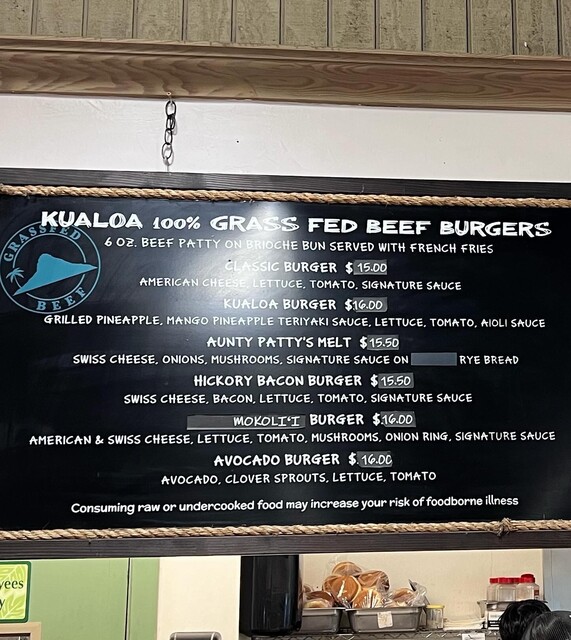 KUALOA 100% GRASS FED BEEF BURGERS
GRASSFED
BEEF
6 OZ. BEEF PATTY ON BRIOCHE BUN SERVED WITH FRENCH FRIES
CLASSIC BURGER $ 15.00
AMERICAN CHEESE, LETTUCE, TOMATO, SIGNATURE SAUCE
KUALOA BURGER $16.00
GRILLED PINEAPPLE, MANGO PINEAPPLE TERIYAKI SAUCE, LETTUCE, TOMATO, AIOLI SAUCE
AUNTY PATTY'S MELT $15.50
SWISS CHEESE, ONIONS, MUSHROOMS, SIGNATURE SAUCE ON RYE BREAD
HICKORY BACON BURGER $15.50
SWISS CHEESE, BACON, LETTUCE, TOMATO, SIGNATURE SAUCE
MOKOLI'I BURGER $16.00
AMERICAN & SWISS CHEESE, LETTUCE, TOMATO, MUSHROOMS, ONION RING, SIGNATURE SAUCE
AVOCADO BURGER $ 16.00
AVOCADO, CLOVER SPROUTS, LETTUCE, TOMATO
Consuming raw or undercooked food may increase your risk of foodborne illness
yees
y